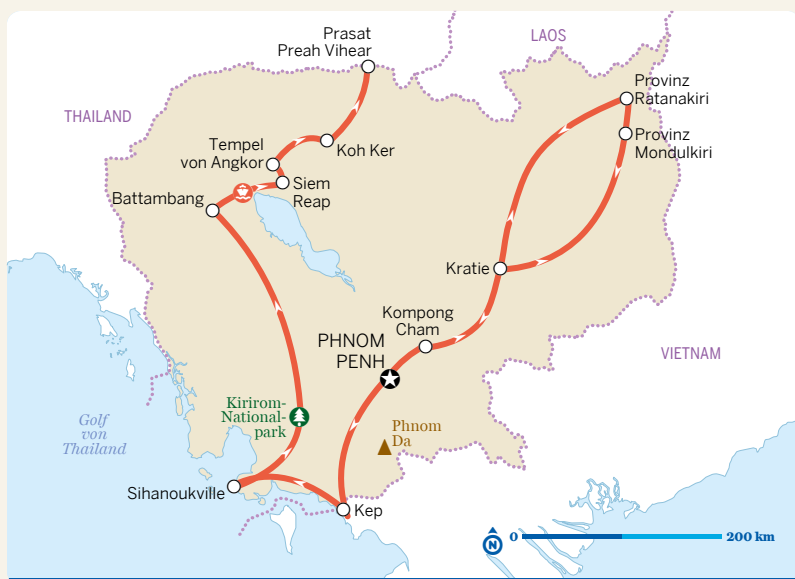 Prasat
Preah Vihear
LAOS
Provinz
Ratanakiri
THAILAND
Provinz
Mondulkiri
Tempel
von Angkor
Koh Ker
Siem
Reap
Battambang
Kratie
Kompong
Cham
PHNOM
PENH
VIETNAM
Kirirom-
National-
park
Phnom
Da
Golf
von
Thailand
Sihanoukville
Kep
N
0
200 km